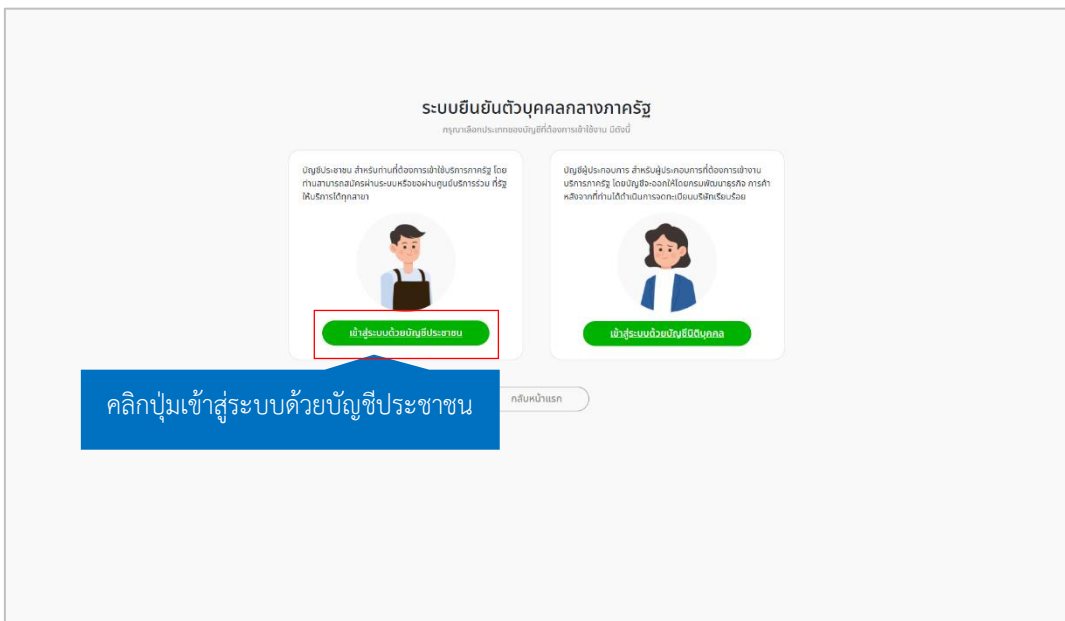 ระบบยืนยันตัวบุคคลกลางภาครัฐ
กรุณาเลือกประเภทของบัญชีที่ต้องการเข้าใช้งาน มีดังนี้
บัญชีประชาชน สำหรับท่านที่ต้องการเข้าใช้บริการภาครัฐ โดย
ท่านสามารถสมัครผ่านระบบหรือขอผ่านศูนย์บริการร่วม ที่รัฐ
ให้บริการได้ทุกสาขา
เข้าสู่ระบบด้วยบัญชีประชาชน
บัญชีผู้ประกอบการ สำหรับผู้ประกอบการที่ต้องการเข้างาน
บริการภาครัฐ โดยบัญชีจะออกให้โดยกรมพัฒนาธุรกิจ การค้า
หลังจากที่ท่านได้ดำเนินการจดทะเบียนบริษัทเรียบร้อย
เข้าสู่ระบบด้วยบัญชีนิติบุคคล
คลิกปุ่มเข้าสู่ระบบด้วยบัญชีประชาชน
กลับหน้าแรก